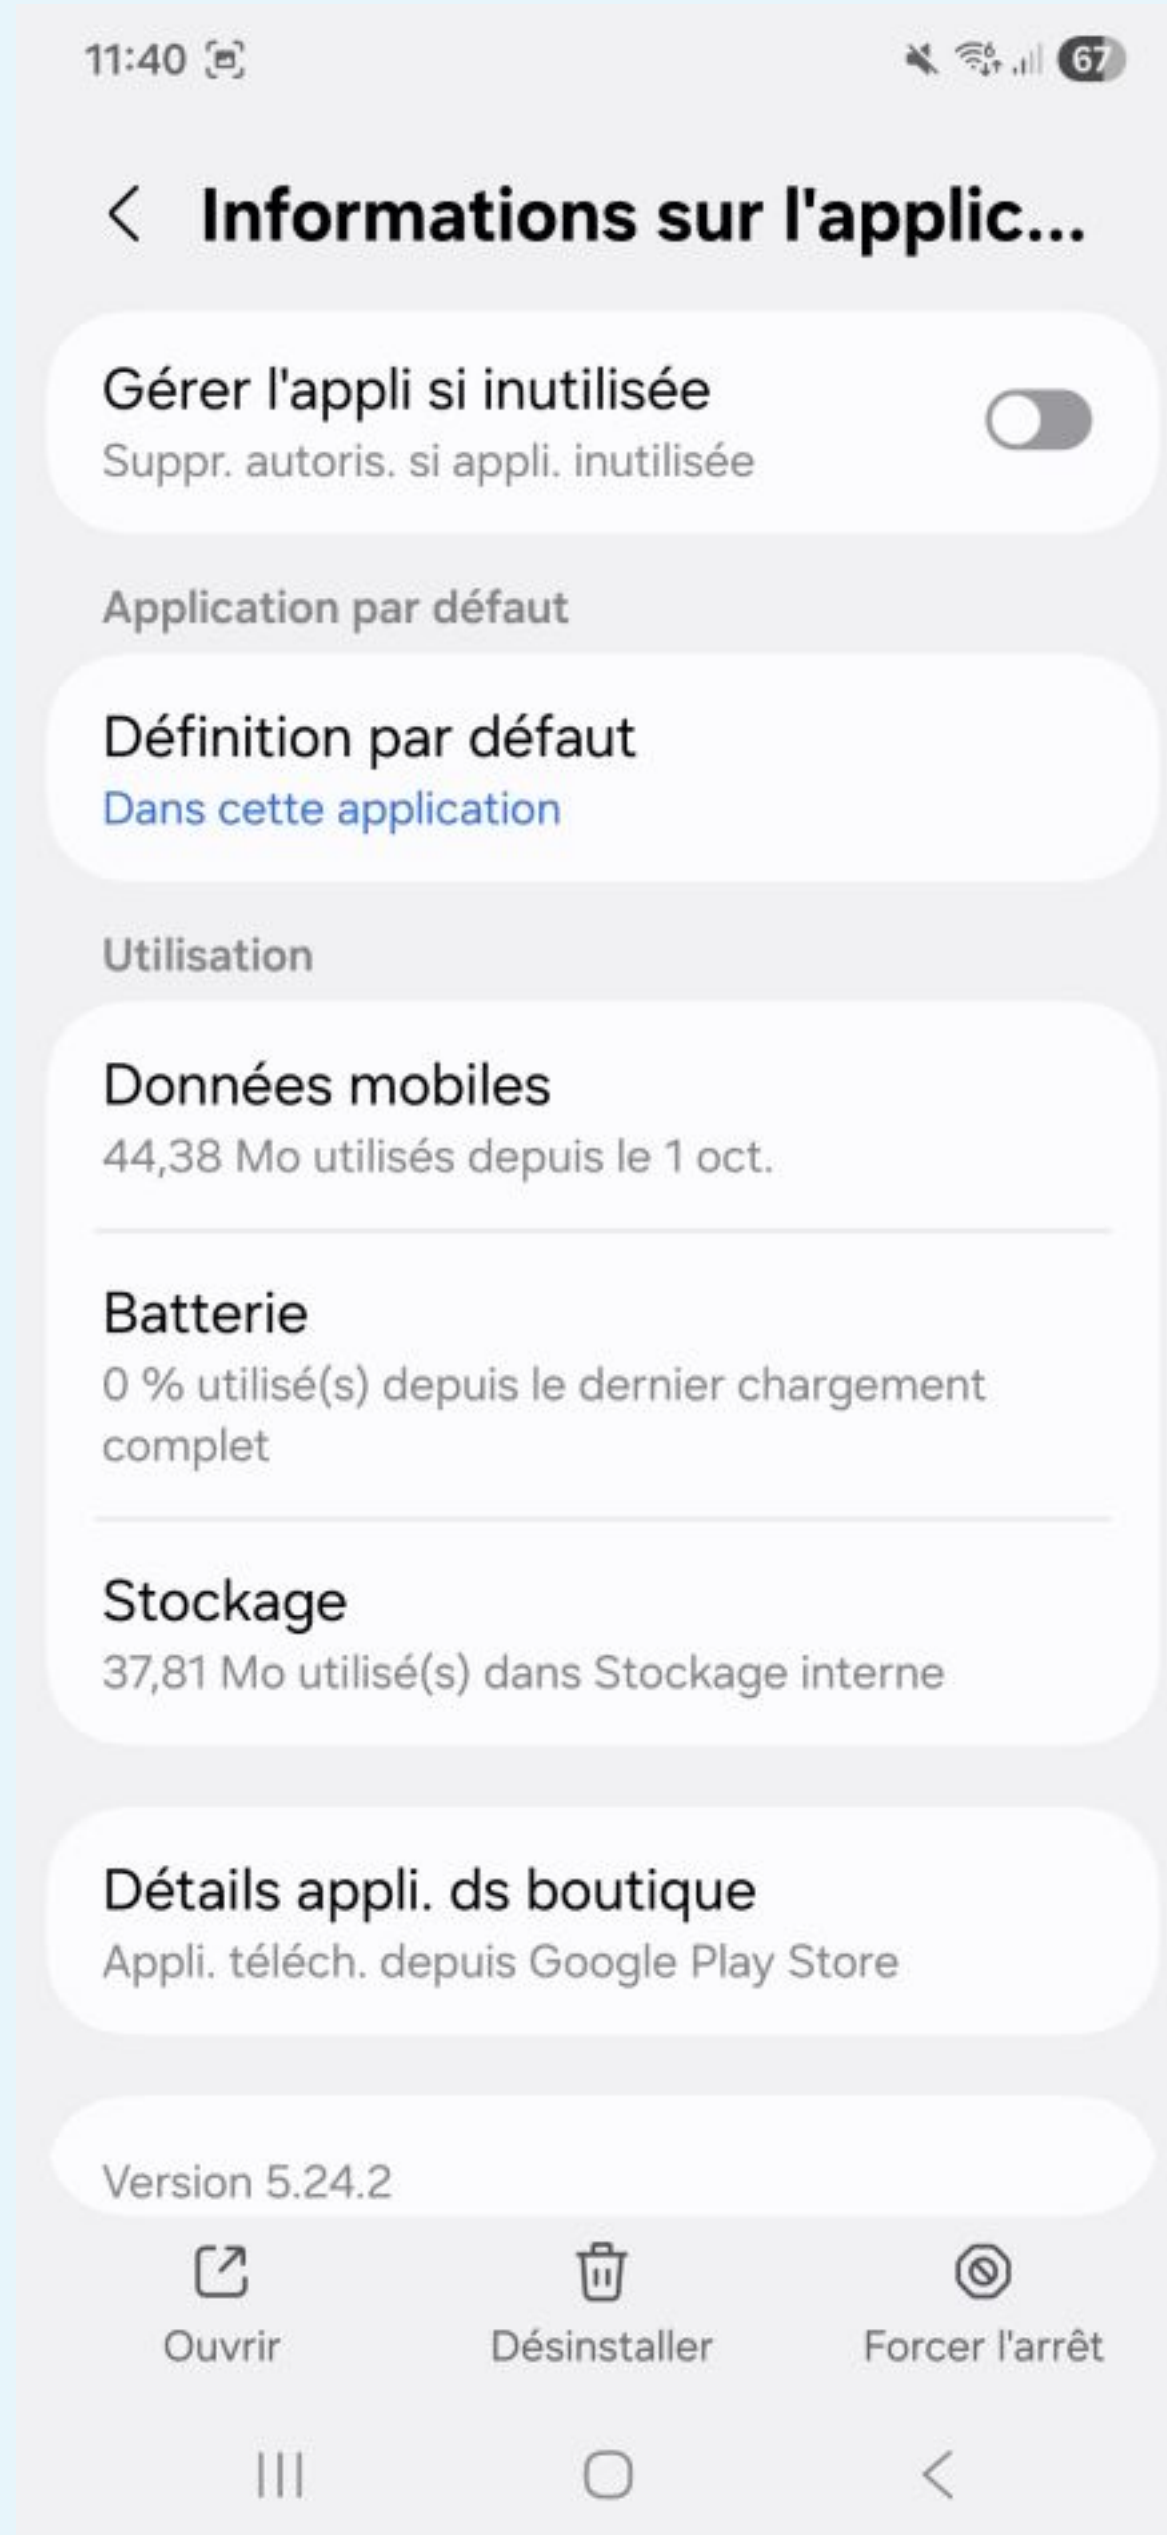 11:40
67
Informations sur l'applic...
Gérer l'appli si inutilisée
Suppr. autoris. si appli. inutilisée
Application par défaut
Définition par défaut
Dans cette application
Utilisation
Données mobiles
44,38 Mo utilisés depuis le 1 oct.
Batterie
0 % utilisé(s) depuis le dernier chargement
complet
Stockage
37,81 Mo utilisé(s) dans Stockage interne
Détails appli. ds boutique
Appli. téléch. depuis Google Play Store
Version 5.24.2
Ouvrir
Désinstaller
Forcer l'arrêt